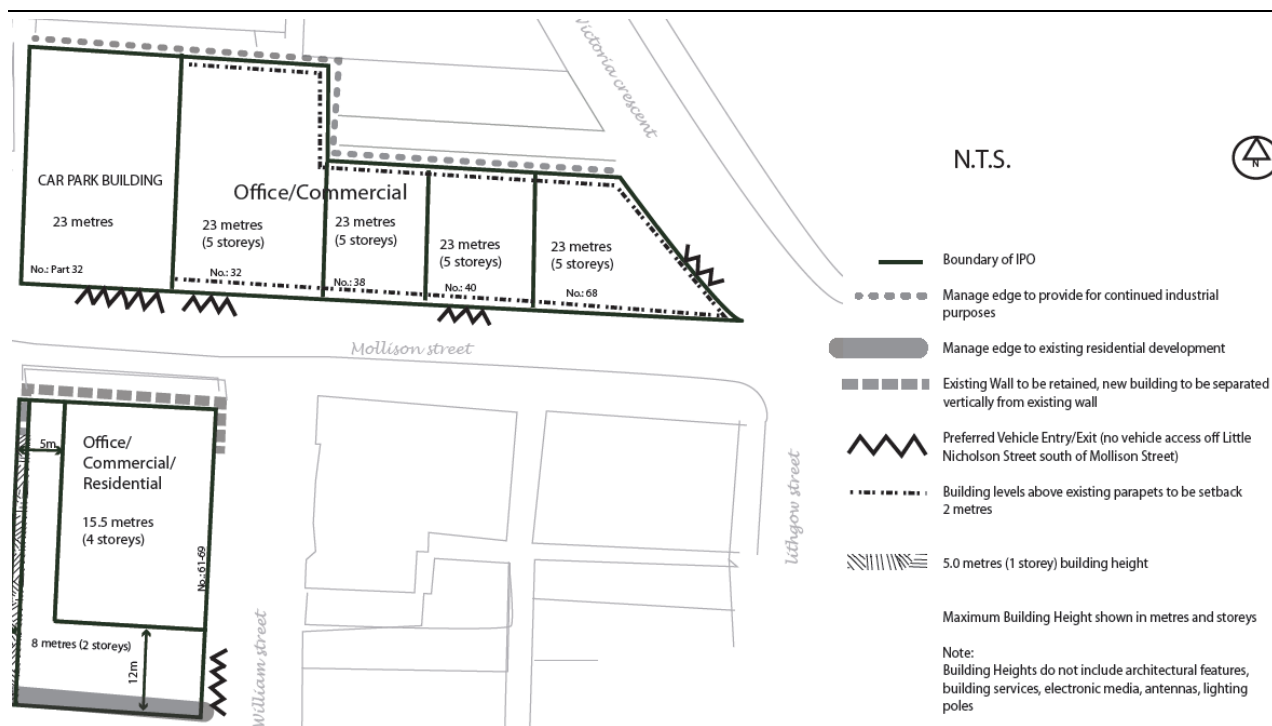 Victoria crescent
N.T.S.
N
CAR PARK BUILDING
23 metres
No.: Part 32
Office/Commercial
23 metres
(5 storeys)
No.: 32
23 metres
(5 storeys)
No.: 38
23 metres
(5 storeys)
No.: 40
23 metres
(5 storeys)
No.: 68
Mollison street
5m
Office/
Commercial/
Residential
15.5 metres
(4 storeys)
No.: 61-69
8 metres (2 storeys)
12m
William street
lithgow street
Boundary of IPO
Manage edge to provide for continued industrial
purposes
Manage edge to existing residential development
Existing Wall to be retained, new building to be separated
vertically from existing wall
Preferred Vehicle Entry/Exit (no vehicle access off Little
Nicholson Street south of Mollison Street)
Building levels above existing parapets to be setback
2 metres
5.0 metres (1 storey) building height
Maximum Building Height shown in metres and storeys
Note:
Building Heights do not include architectural features,
building services, electronic media, antennas, lighting
poles